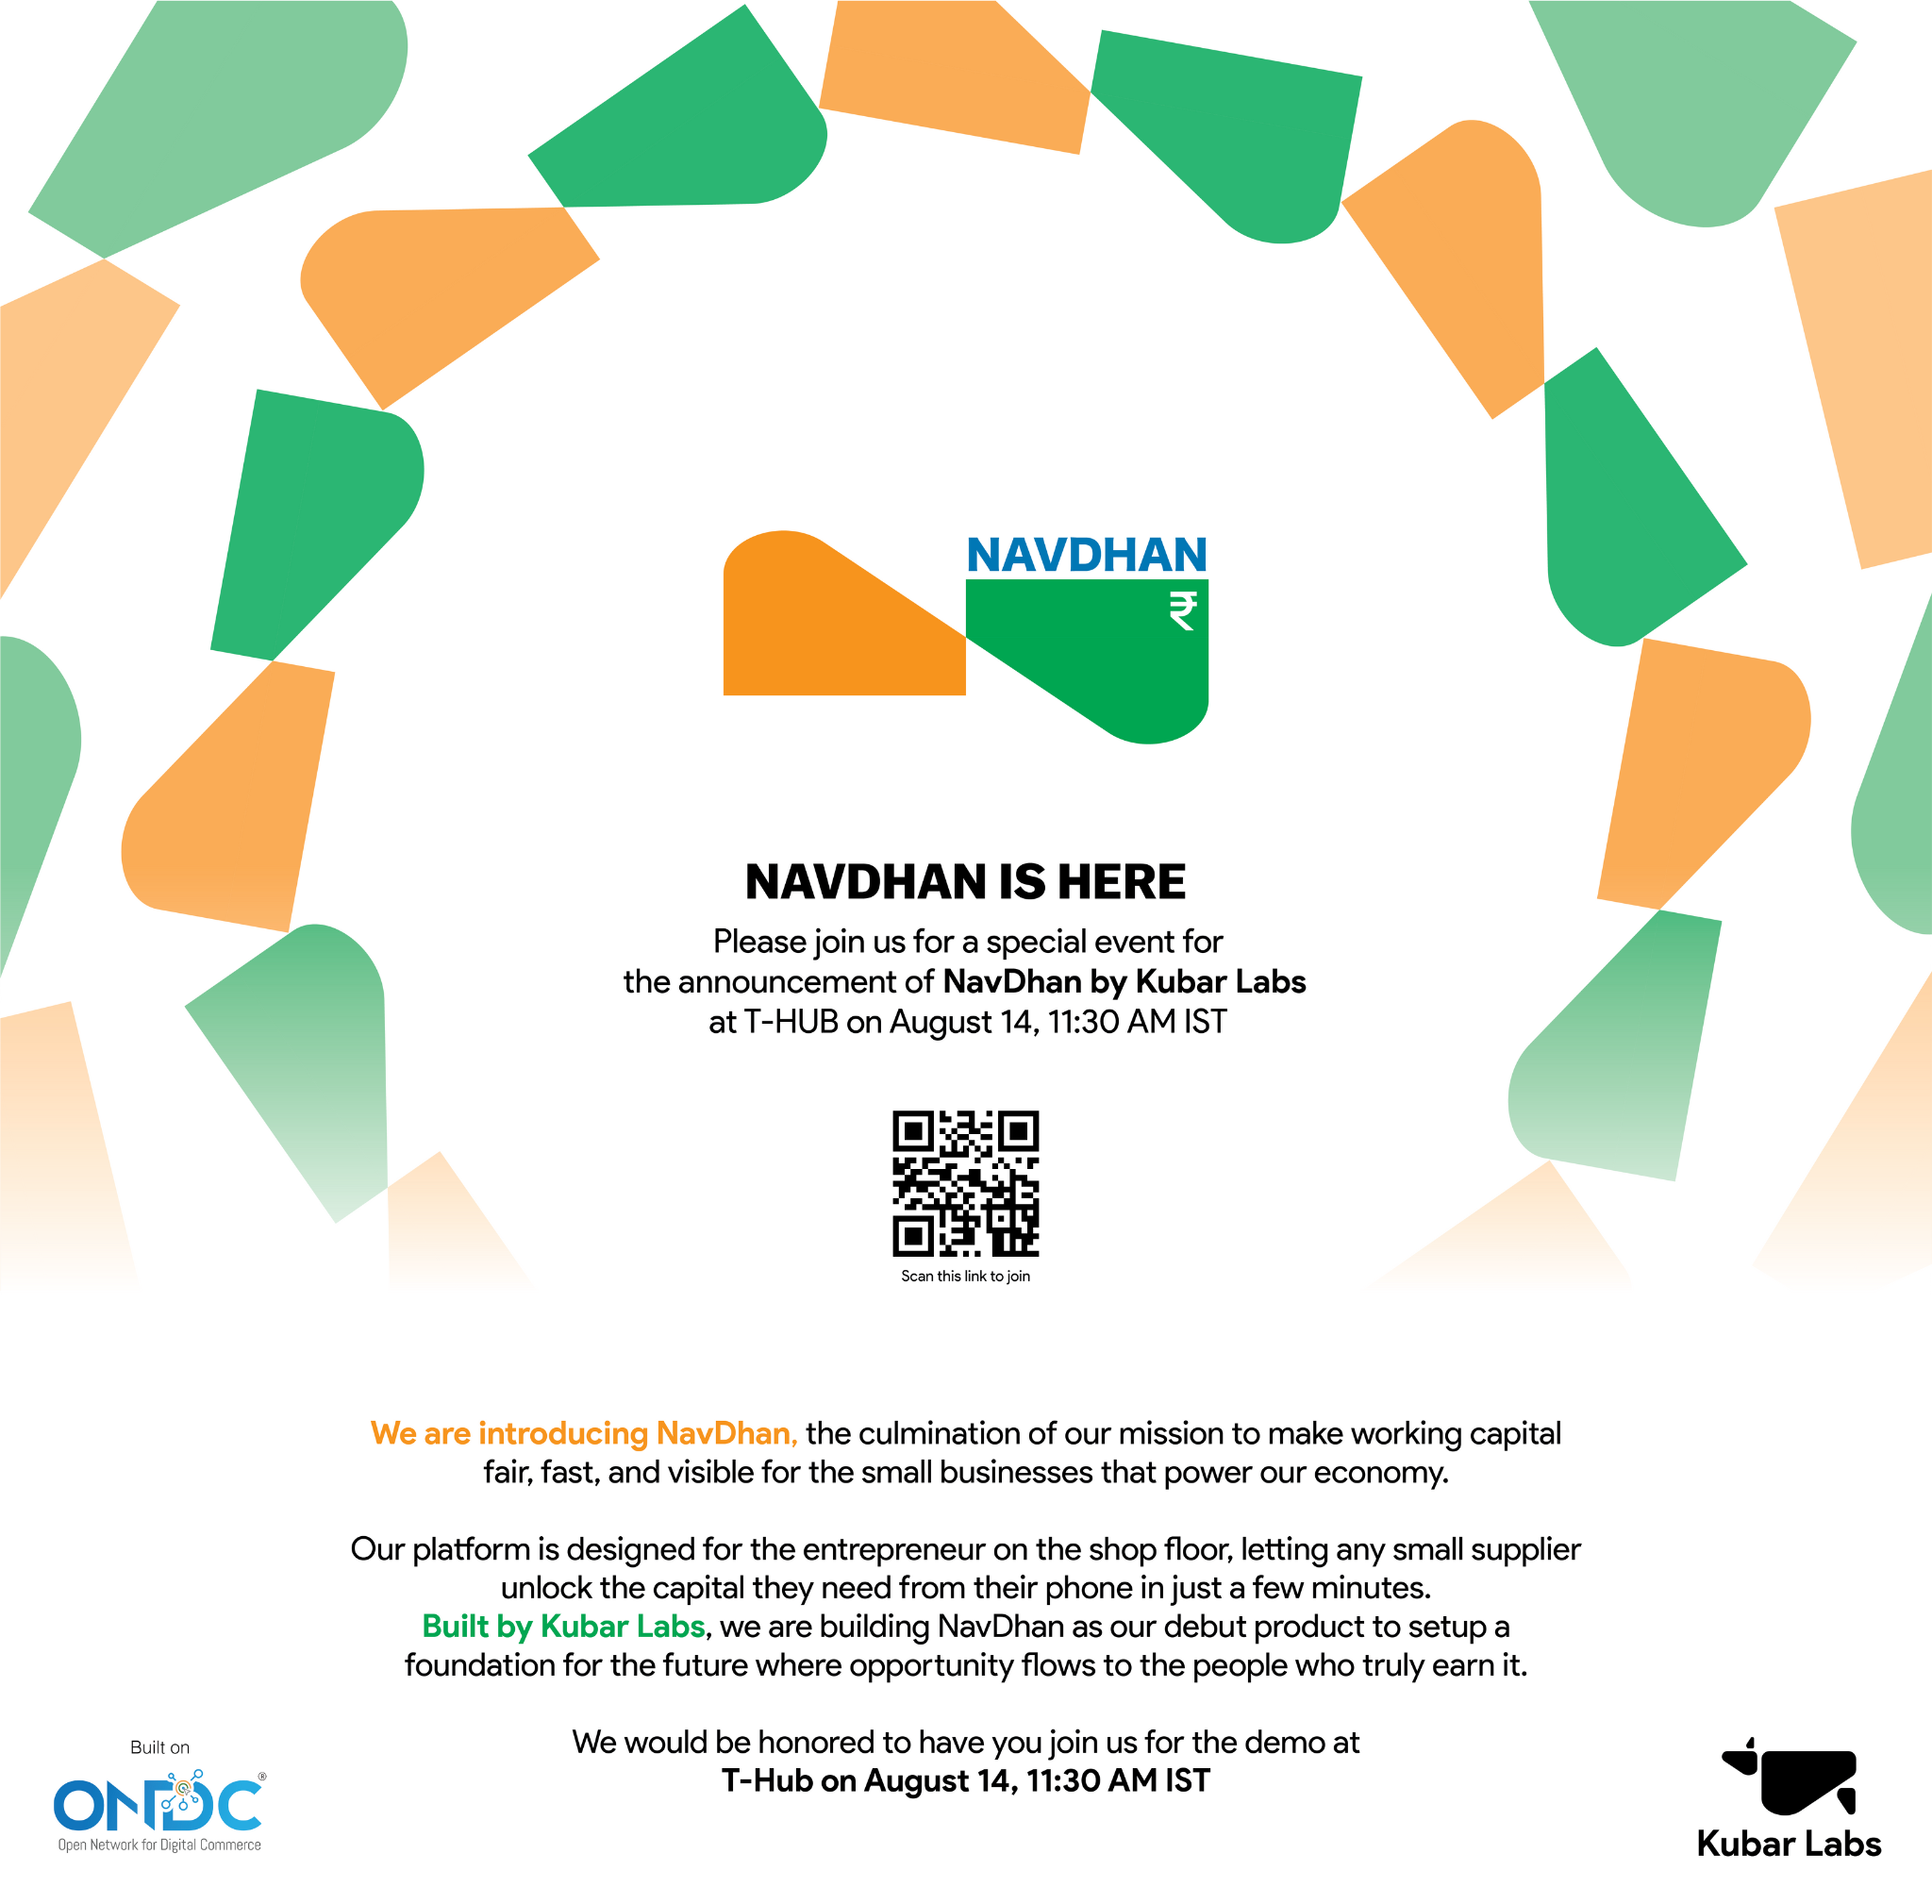 NAVDHAN
₹
NAVDHAN IS HERE
Please join us for a special event for
the announcement of NavDhan by Kubar Labs
at T-HUB on August 14, 11:30 AM IST
Scan this link to join
We are introducing NavDhan, the culmination of our mission to make working capital
fair, fast, and visible for the small businesses that power our economy.
Our platform is designed for the entrepreneur on the shop floor, letting any small supplier
unlock the capital they need from their phone in just a few minutes.
Built by Kubar Labs, we are building NavDhan as our debut product to setup a
foundation for the future where opportunity flows to the people who truly earn it.
We would be honored to have you join us for the demo at
T-Hub on August 14, 11:30 AM IST
Built on
ONDC®
Open Network for Digital Commerce
Kubar Labs